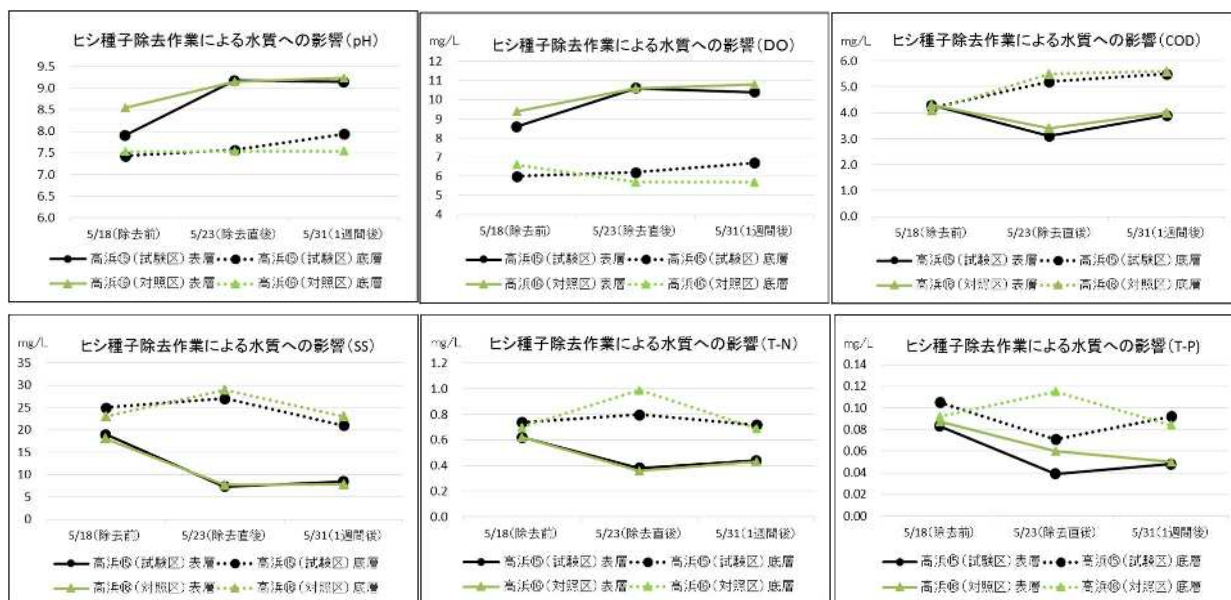 ヒシ種子除去作業による水質への影響(pH)
9.5
9.0
8.5
8.0
7.5
7.0
6.5
6.0
5/18(除去前) 5/23(除去直後) 5/31(1週間後)
高浜⑮(試験区)表層 高浜⑮(試験区)底層
高浜⑯(対照区)表層 高浜⑯(対照区)底層
mg/L
ヒシ種子除去作業による水質への影響(DO)
12
11
10
9
8
7
6
5
4
5/18(除去前) 5/23(除去直後) 5/31(1週間後)
高浜⑮(試験区)表層 高浜⑮(試験区)底層
高浜⑯(対照区)表層 高浜⑯(対照区)底層
mg/L
ヒシ種子除去作業による水質への影響(COD)
6.0
5.0
4.0
3.0
2.0
1.0
0.0
5/18(除去前) 5/23(除去直後) 5/31(1週間後)
高浜⑮(試験区)表層 高浜⑮(試験区)底層
高浜⑯(対照区)表層 高浜⑯(対照区)底層
mg/L
ヒシ種子除去作業による水質への影響(SS)
35
30
25
20
15
10
5
0
5/18(除去前) 5/23(除去直後) 5/31(1週間後)
高浜⑮(試験区)表層 高浜⑮(試験区)底層
高浜⑯(対照区)表層 高浜⑯(対照区)底層
mg/L
ヒシ種子除去作業による水質への影響(T-N)
1.2
1.0
0.8
0.6
0.4
0.2
0.0
5/18(除去前) 5/23(除去直後) 5/31(1週間後)
高浜⑮(試験区)表層 高浜⑮(試験区)底層
高浜⑯(対照区)表層 高浜⑯(対照区)底層
mg/L
ヒシ種子除去作業による水質への影響(T-P)
0.14
0.12
0.10
0.08
0.06
0.04
0.02
0.00
5/18(除去前) 5/23(除去直後) 5/31(1週間後)
高浜⑮(試験区)表層 高浜⑮(試験区)底層
高浜⑯(対照区)表層 高浜⑯(対照区)底層